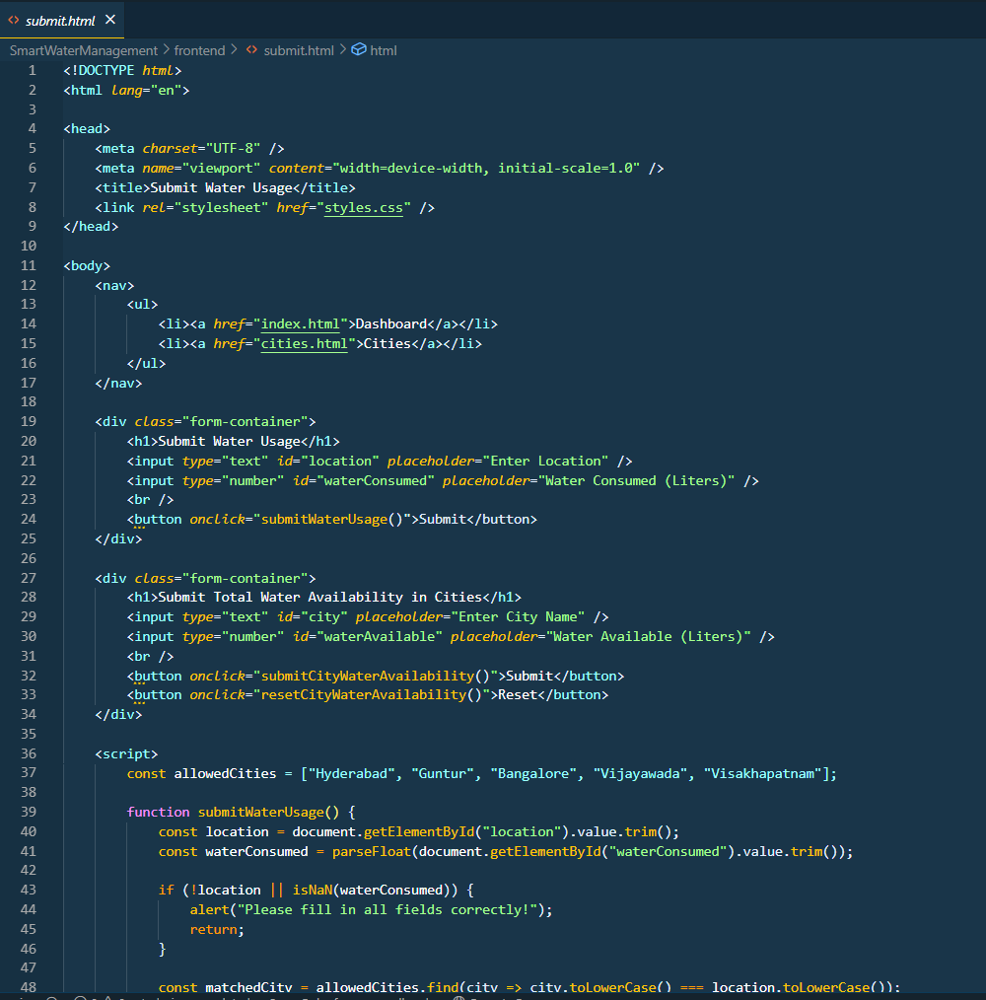 submit.html
SmartWaterManagement > frontend > submit.html > html
1 <!DOCTYPE html>
2 <html lang="en">
3
4 <head>
5 <meta charset="UTF-8" />
6 <meta name="viewport" content="width=device-width, initial-scale=1.0" />
7 <title>Submit Water Usage</title>
8 <link rel="stylesheet" href="styles.css" />
9 </head>
10
11 <body>
12 <nav>
13 <ul>
14 <li><a href="index.html">Dashboard</a></li>
15 <li><a href="cities.html">Cities</a></li>
16 </ul>
17 </nav>
18
19 <div class="form-container">
20 <h1>Submit Water Usage</h1>
21 <input type="text" id="location" placeholder="Enter Location" />
22 <input type="number" id="waterConsumed" placeholder="Water Consumed (Liters)" />
23 <br />
24 <button onclick="submitWaterUsage()">Submit</button>
25 </div>
26
27 <div class="form-container">
28 <h1>Submit Total Water Availability in Cities</h1>
29 <input type="text" id="city" placeholder="Enter City Name" />
30 <input type="number" id="waterAvailable" placeholder="Water Available (Liters)" />
31 <br />
32 <button onclick="submitCityWaterAvailability()">Submit</button>
33 <button onclick="resetCityWaterAvailability()">Reset</button>
34 </div>
35
36 <script>
37 const allowedCities = ["Hyderabad", "Guntur", "Bangalore", "Vijayawada", "Visakhapatnam"];
38
39 function submitWaterUsage() {
40 const location = document.getElementById("location").value.trim();
41 const waterConsumed = parseFloat(document.getElementById("waterConsumed").value.trim());
42
43 if (!location || isNaN(waterConsumed)) {
44 alert("Please fill in all fields correctly!");
45 return;
46 }
47
48 const matchedCity = allowedCities.find(city => city.toLowerCase() === location.toLowerCase());